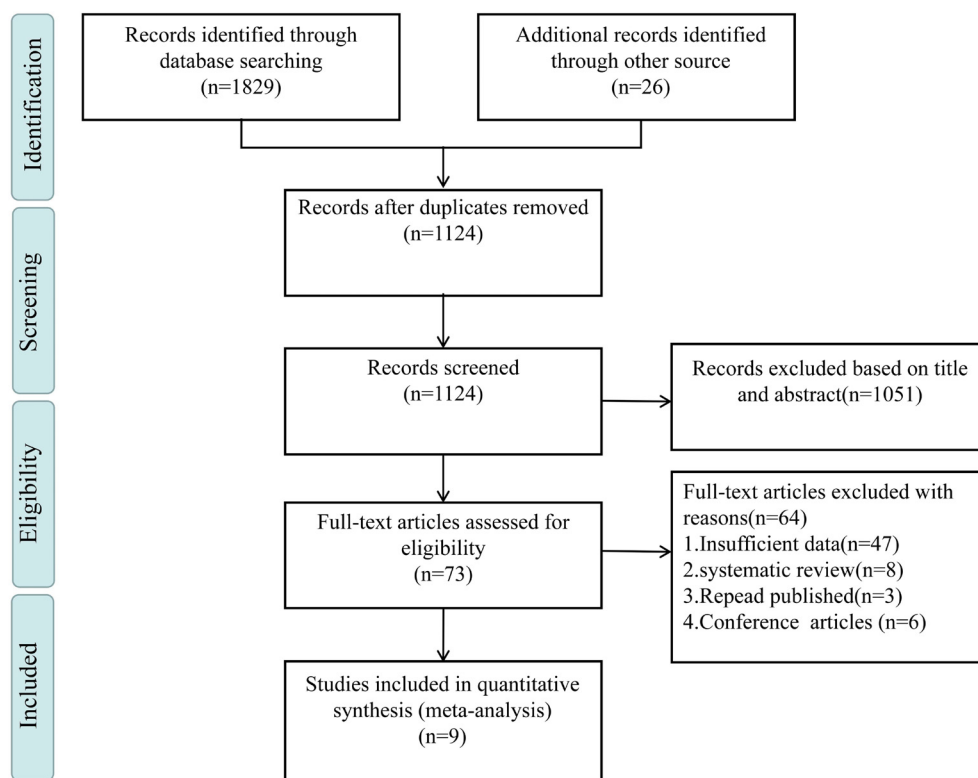 Identification
Records identified through
database searching
(n=1829)
Additional records identified
through other source
(n=26)
Records after duplicates removed
(n=1124)
Screening
Records screened
(n=1124)
Records excluded based on title
and abstract(n=1051)
Eligibility
Full-text articles assessed for
eligibility
(n=73)
Full-text articles excluded with
reasons(n=64)
1.Insufficient data(n=47)
2.systematic review(n=8)
3.Repead published(n=3)
4.Conference articles (n=6)
Included
Studies included in quantitative
synthesis (meta-analysis)
(n=9)